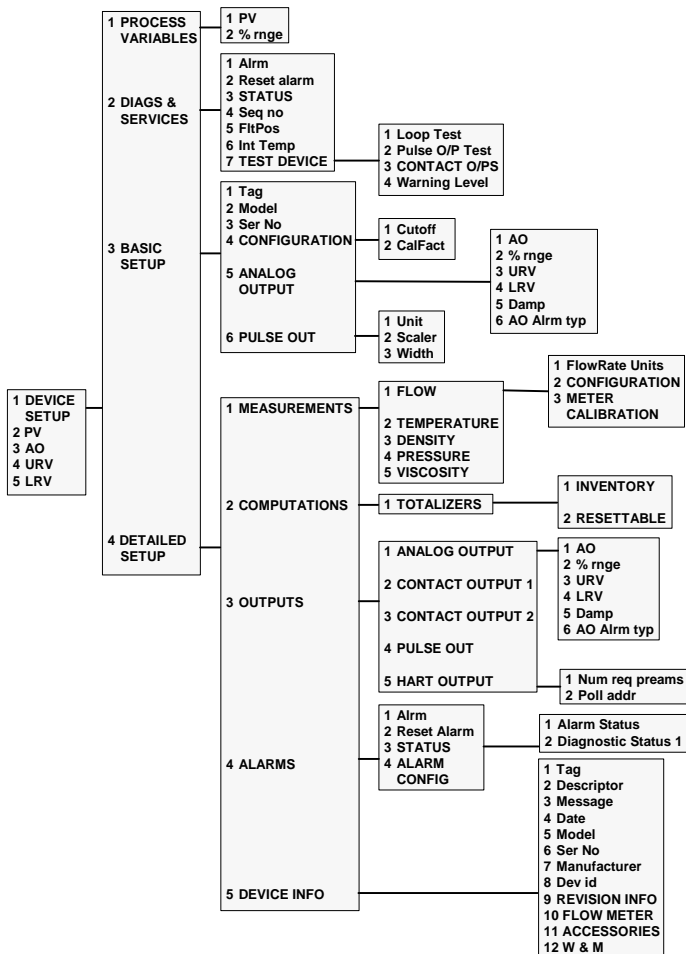 1 DEVICE
SETUP
2 PV
3 AO
4 URV
5 LRV
1 PROCESS
VARIABLES
2 DIAGS &
SERVICES
3 BASIC
SETUP
4 DETAILED
SETUP
1 PV
2 % rnge
1 Alrm
2 Reset alarm
3 STATUS
4 Seq no
5 FltPos
6 Int Temp
7 TEST DEVICE
1 Loop Test
2 Pulse O/P Test
3 CONTACT O/PS
4 Warning Level
1 Tag
2 Model
3 Ser No
4 CONFIGURATION
5 ANALOG
OUTPUT
6 PULSE OUT
1 Cutoff
2 CalFact
1 AO
2 % rnge
3 URV
4 LRV
5 Damp
6 AO Alrm typ
1 Unit
2 Scaler
3 Width
1 MEASUREMENTS
2 COMPUTATIONS
3 OUTPUTS
4 ALARMS
5 DEVICE INFO
1 FLOW
2 TEMPERATURE
3 DENSITY
4 PRESSURE
5 VISCOSITY
1 FlowRate Units
2 CONFIGURATION
3 METER
CALIBRATION
1 TOTALIZERS
1 INVENTORY
2 RESETTABLE
1 ANALOG OUTPUT
2 CONTACT OUTPUT 1
3 CONTACT OUTPUT 2
4 PULSE OUT
5 HART OUTPUT
1 AO
2 % rnge
3 URV
4 LRV
5 Damp
6 AO Alrm typ
1 Num req preams
2 Poll addr
1 Alrm
2 Reset Alarm
3 STATUS
4 ALARM
CONFIG
1 Alarm Status
2 Diagnostic Status 1
1 Tag
2 Descriptor
3 Message
4 Date
5 Model
6 Ser No
7 Manufacturer
8 Dev id
9 REVISION INFO
10 FLOW METER
11 ACCESSORIES
12 W & M